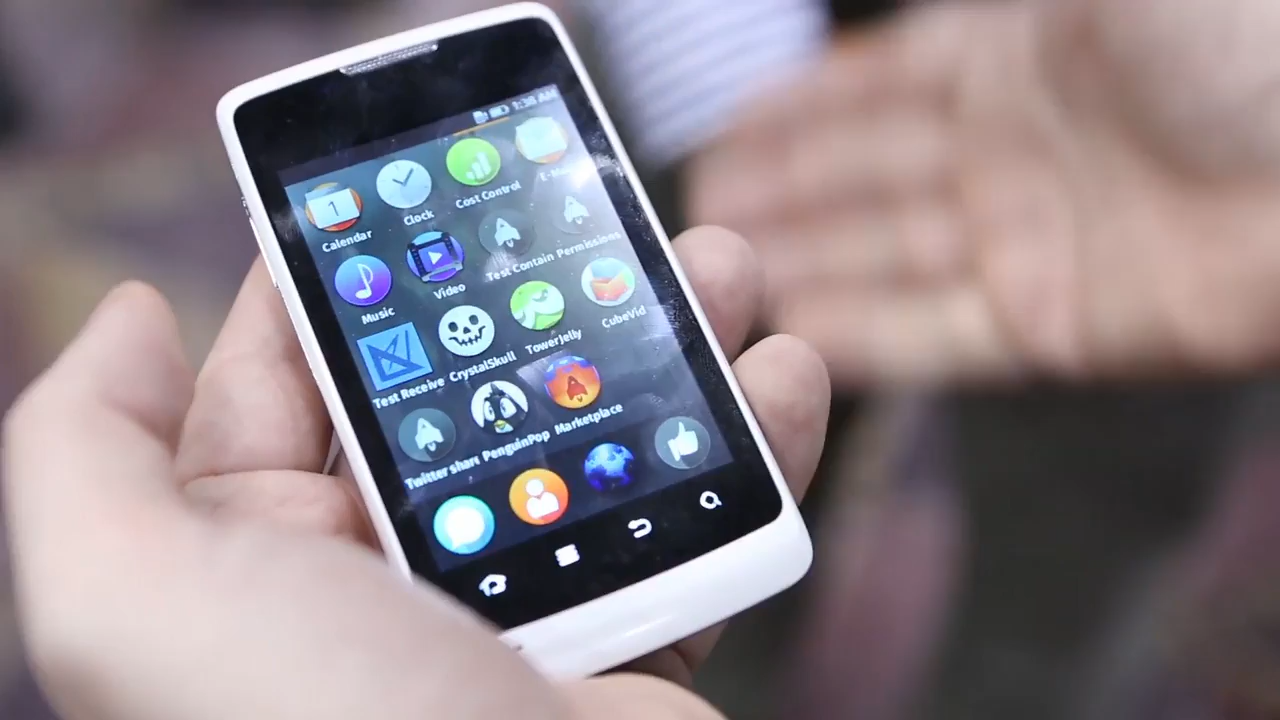 1:38 AM
Calendar Clock Cost Control
1
Music Video Test Contain Permissions
Test Receive CrystalSkull TowerJelly CubeVid
Twitter share PenguinPop Marketplace